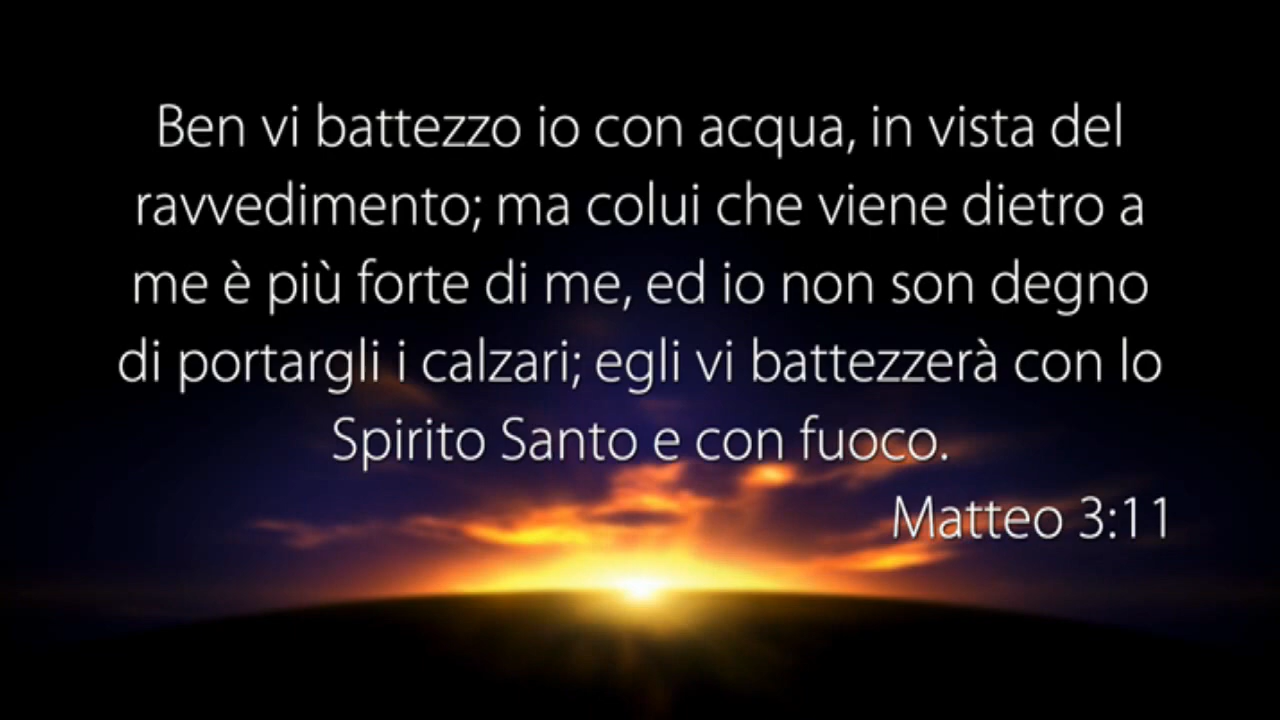 Ben vi battezzo io con acqua, in vista del
ravvedimento; ma colui che viene dietro a
me è più forte di me, ed io non son degno
di portargli i calzari; egli vi battezzerà con lo
Spirito Santo e con fuoco.
Matteo 3:11